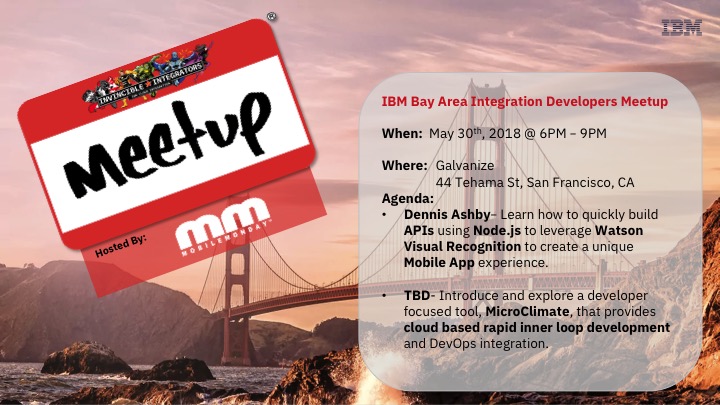 ®
IBM
INVINCIBLE INTEGRATORS
meetup
Hosted By:
mm
MOBILEMONDAY
IBM Bay Area Integration Developers Meetup
When: May 30th, 2018 @ 6PM – 9PM
Where: Galvanize
44 Tehama St, San Francisco, CA
Agenda:
• Dennis Ashby– Learn how to quickly build
APIs using Node.js to leverage Watson
Visual Recognition to create a unique
Mobile App experience.
• TBD- Introduce and explore a developer
focused tool, MicroClimate, that provides
cloud based rapid inner loop development
and DevOps integration.